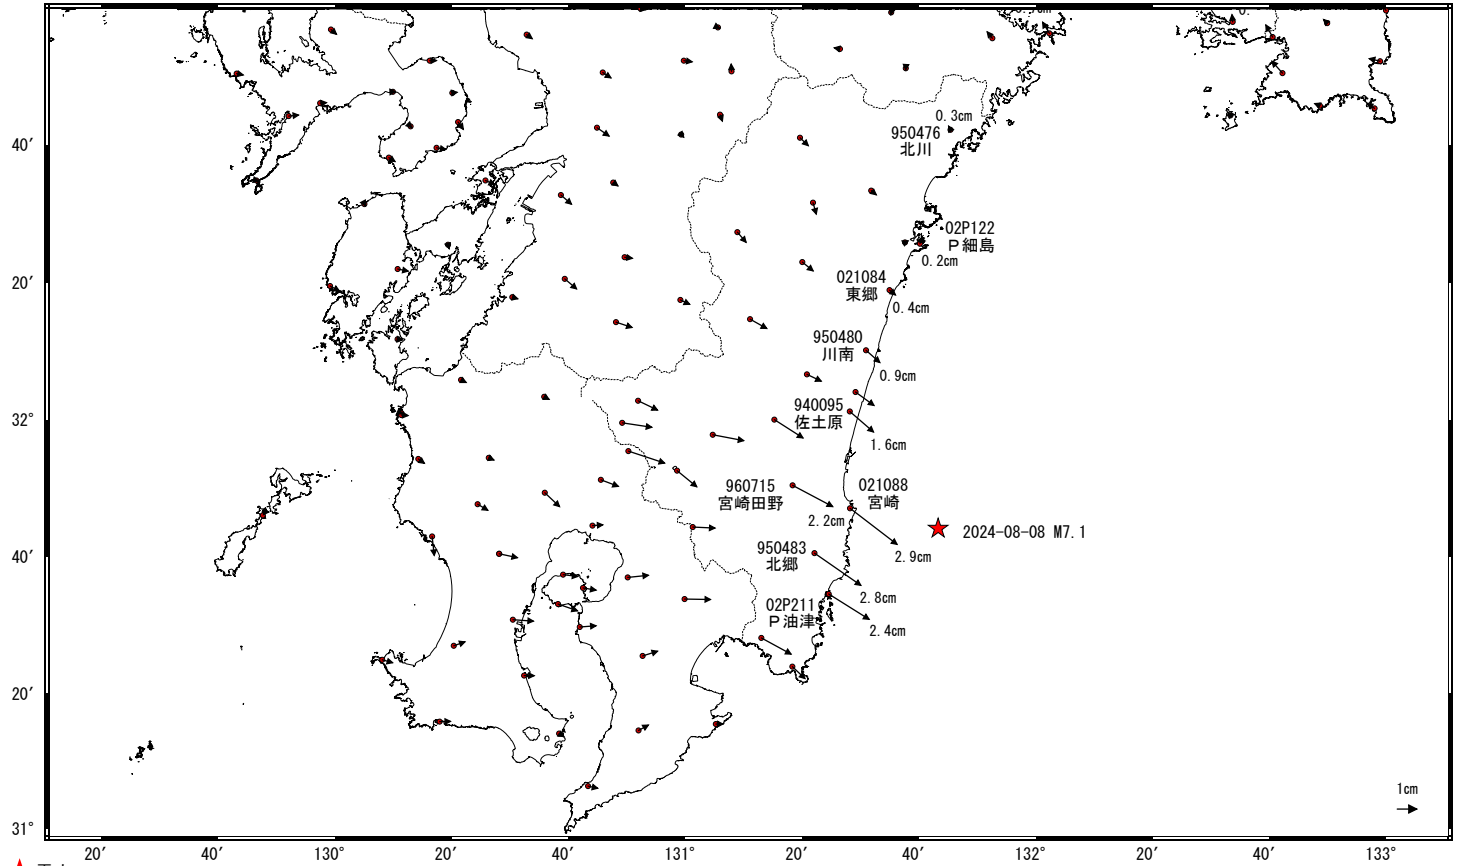 cm
0.3cm
950476
北川
40′
02P122
P細島
0.2cm
021084
東郷
20′
0.4cm
950480
川南
0.9cm
940095
佐土原
32°
1.6cm
960715
宮崎田野
021088
宮崎
2.2cm
2024-08-08 M7.1
2.9cm
950483
北郷
40′
2.8cm
02P211
P油津
2.4cm
20′
1cm
31°
20′ 40′ 130° 20′ 40′ 131° 20′ 40′ 132° 20′ 40′ 133°